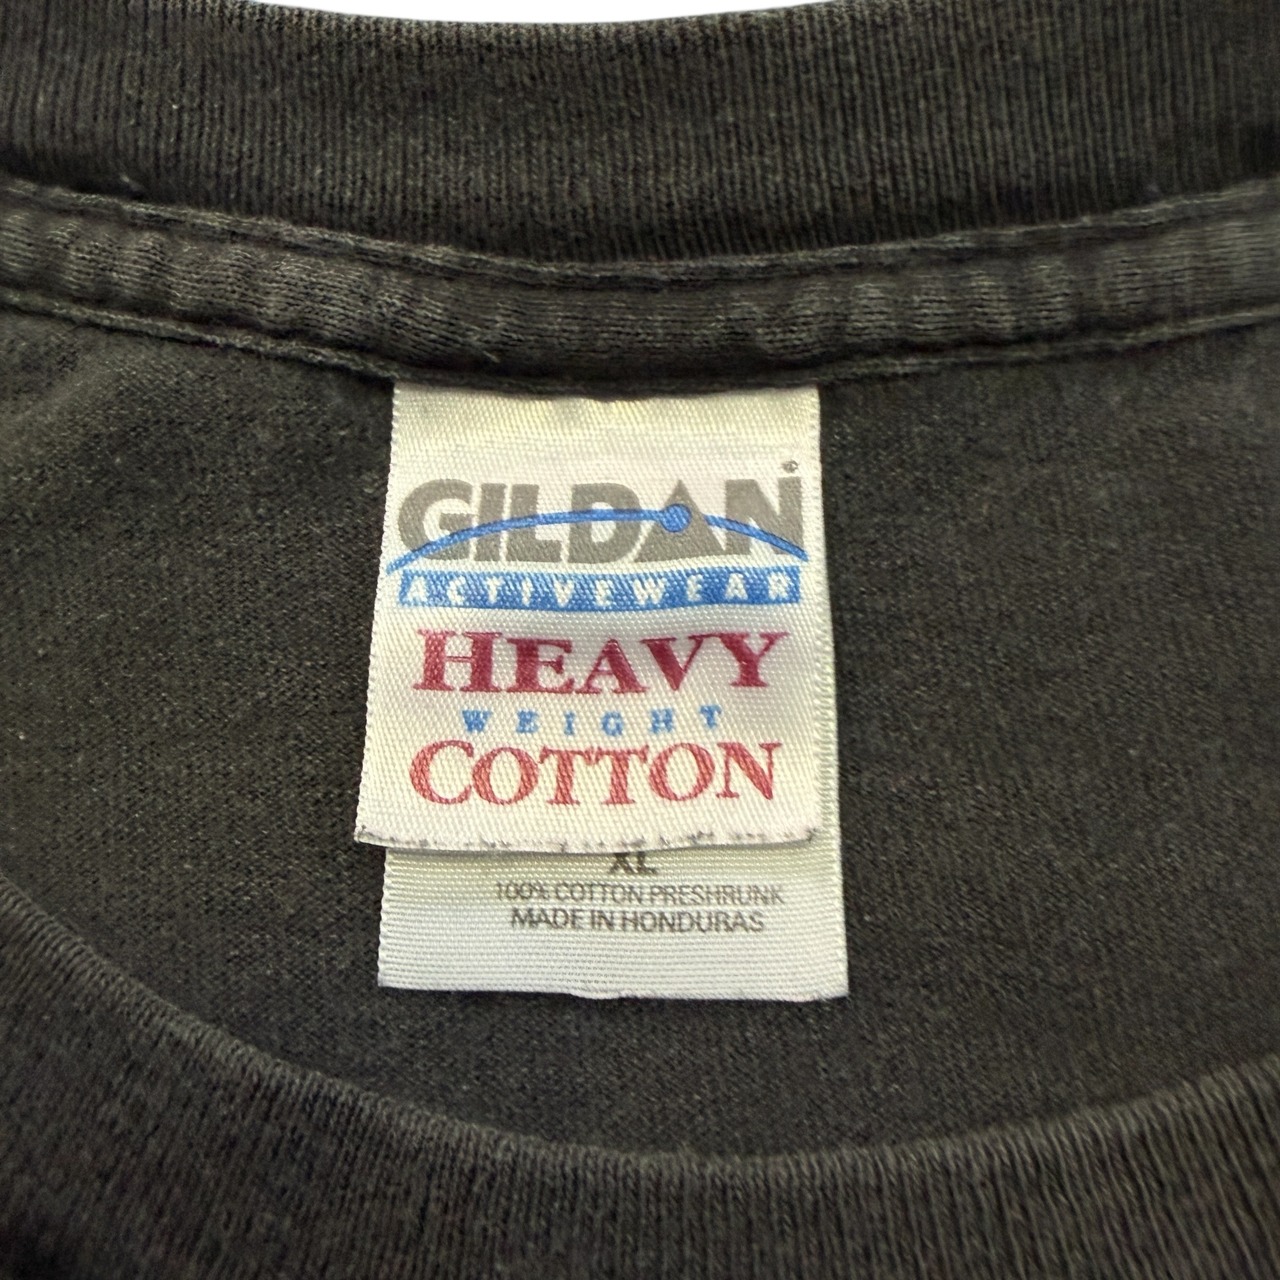 GILDAN®
ACTIVEWEAR
HEAVY
WEIGHT
COTTON
XL
100% COTTON PRESHRUNK
MADE IN HONDURAS